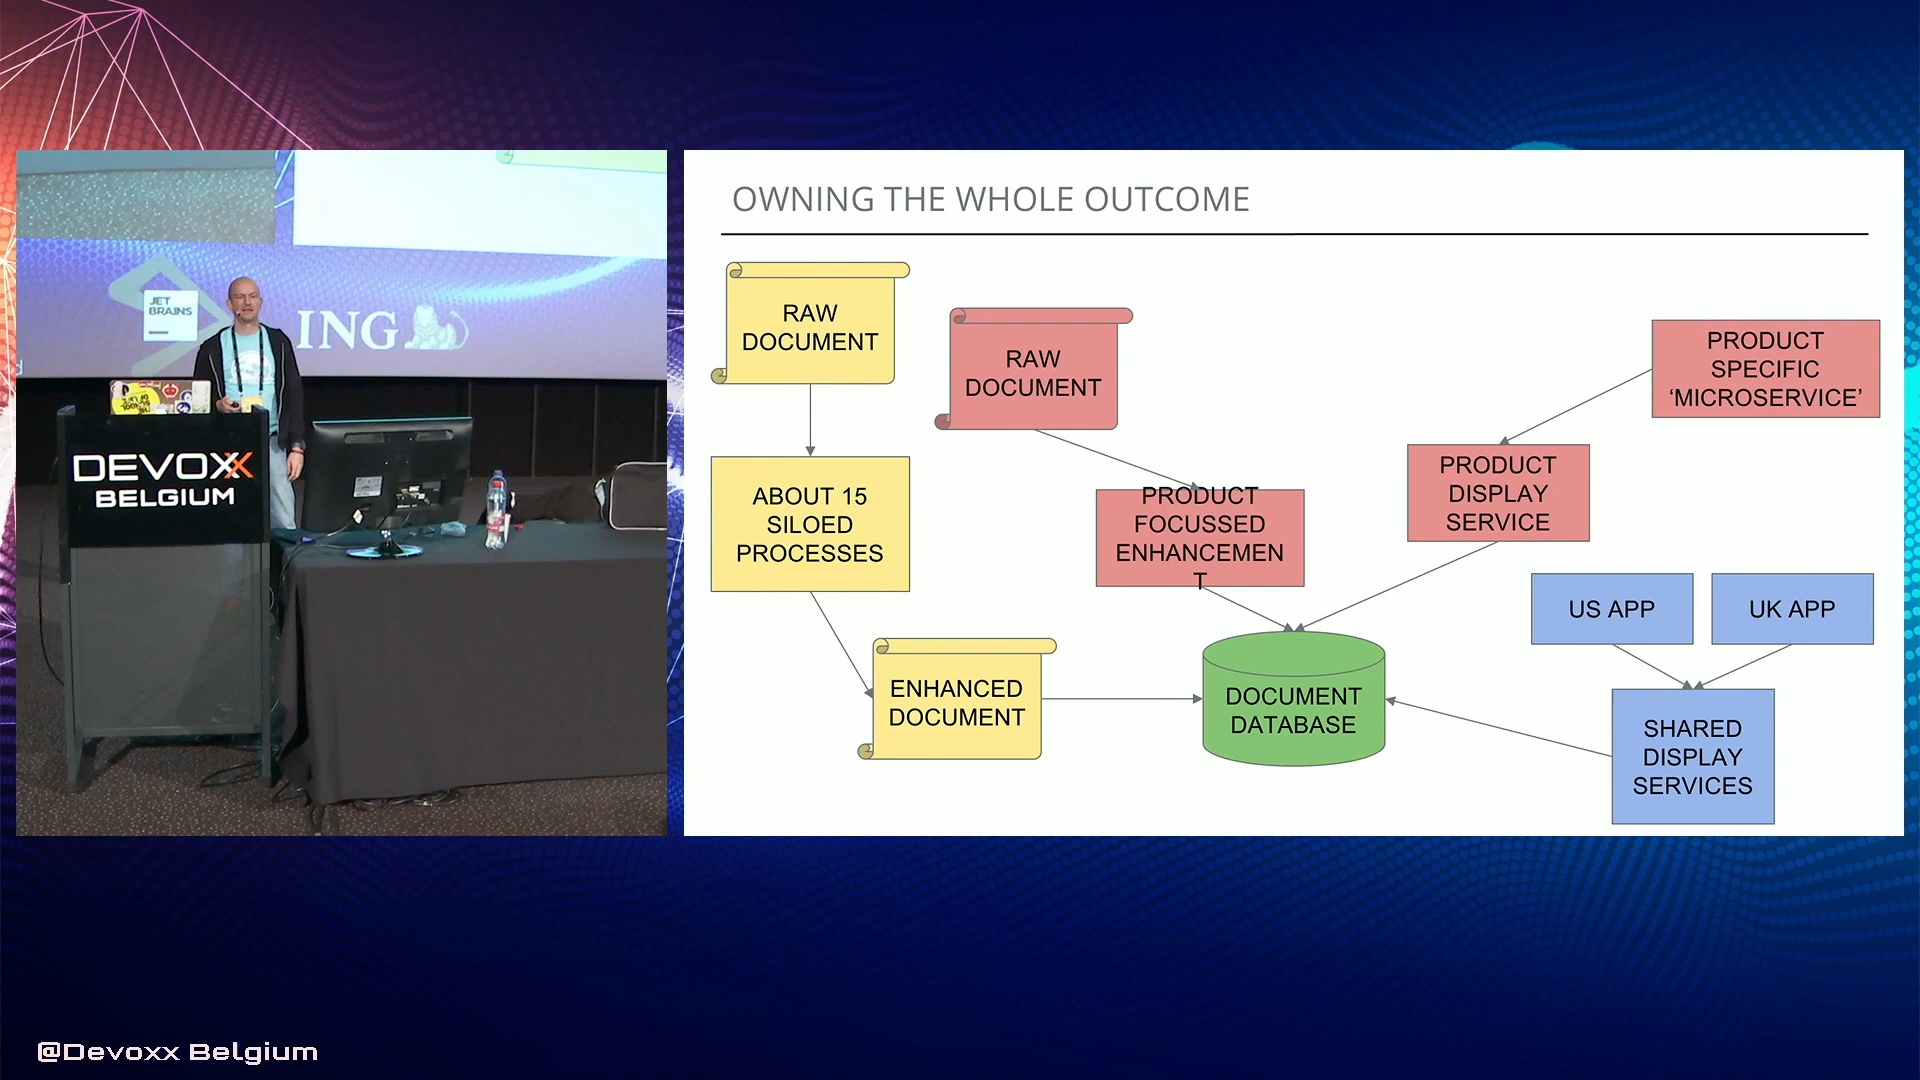 JET
BRAINS
ING
DEVOXX
BELGIUM
OWNING THE WHOLE OUTCOME
RAW
DOCUMENT
RAW
DOCUMENT
PRODUCT
SPECIFIC
‘MICROSERVICE’
ABOUT 15
SILOED
PROCESSES
PRODUCT
FOCUSSED
ENHANCEMEN
T
PRODUCT
DISPLAY
SERVICE
US APP
UK APP
ENHANCED
DOCUMENT
DOCUMENT
DATABASE
SHARED
DISPLAY
SERVICES
@Devoxx Belgium